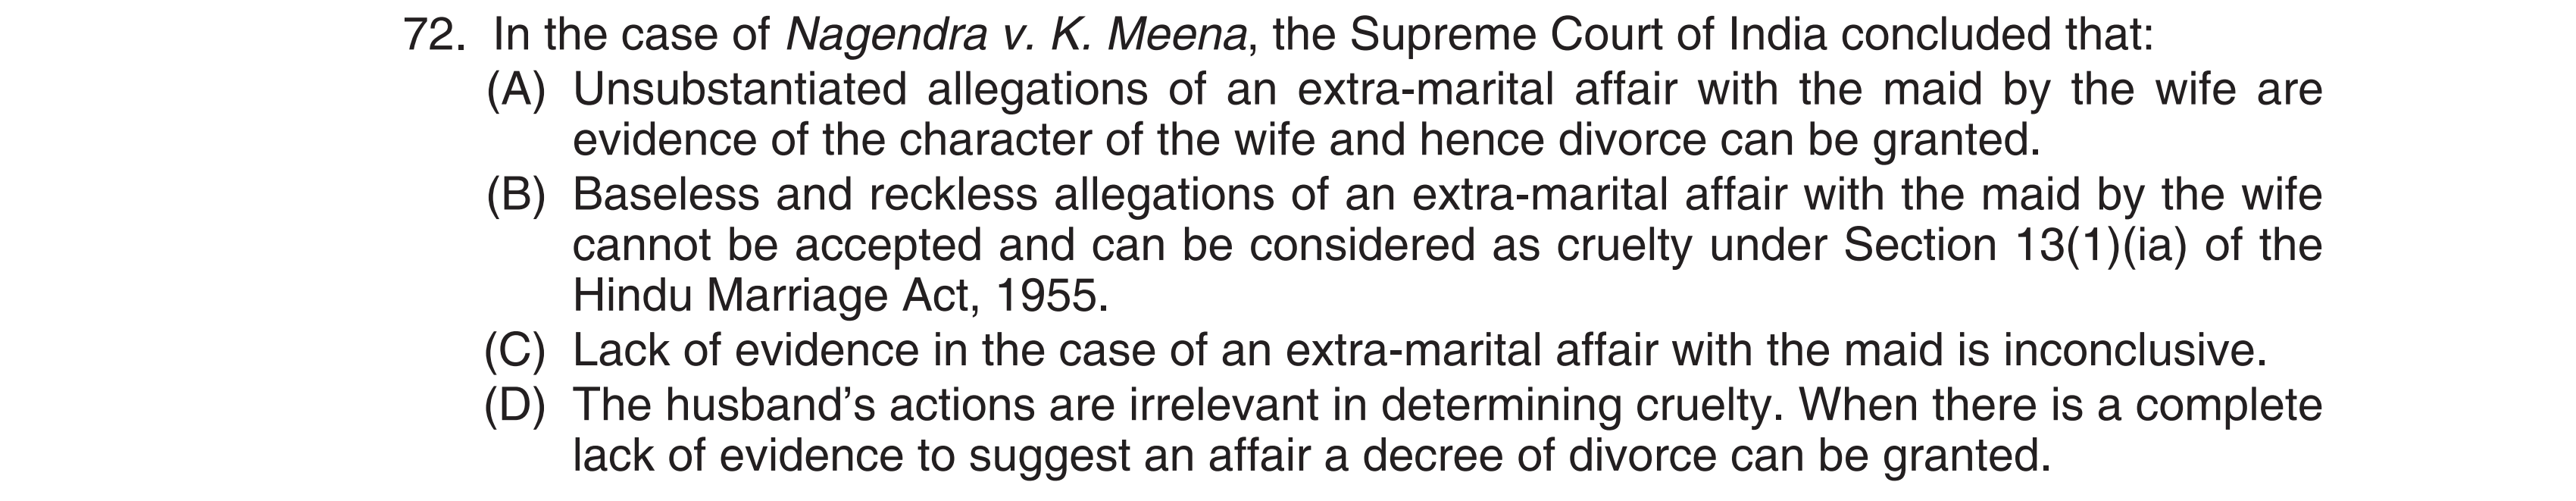 72. In the case of Nagendra v. K. Meena, the Supreme Court of India concluded that:
(A) Unsubstantiated allegations of an extra-marital affair with the maid by the wife are
evidence of the character of the wife and hence divorce can be granted.
(B) Baseless and reckless allegations of an extra-marital affair with the maid by the wife
cannot be accepted and can be considered as cruelty under Section 13(1)(ia) of the
Hindu Marriage Act, 1955.
(C) Lack of evidence in the case of an extra-marital affair with the maid is inconclusive.
(D) The husband’s actions are irrelevant in determining cruelty. When there is a complete
lack of evidence to suggest an affair a decree of divorce can be granted.